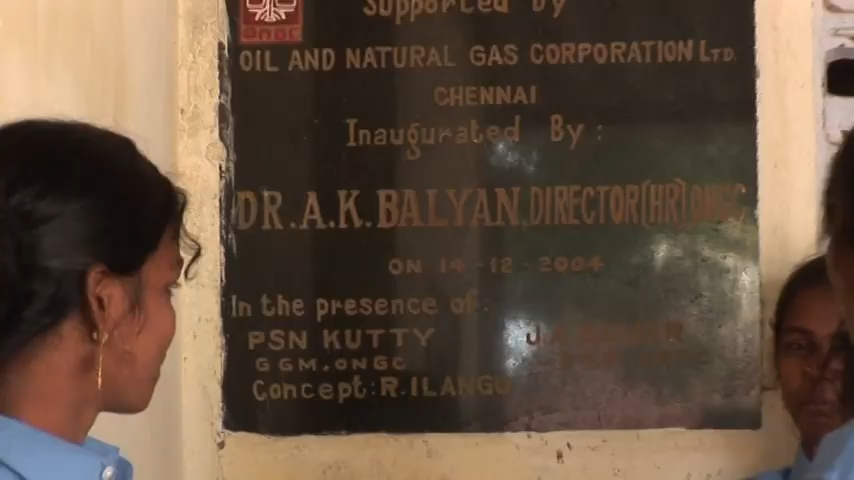 ONGC
Supported by
OIL AND NATURAL GAS CORPORATION LTD.
CHENNAI
Inaugurated By :
DR.A.K.BALYAN,DIRECTOR(HR)ONGC
ON 14-12-2004
In the presence of:
PSN KUTTY
GGM.ONGC
Concept:R.ILANGO